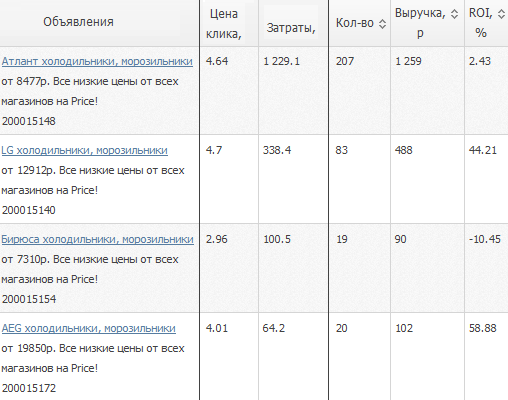 Объявления Цена клика, Затраты, Кол-во Выручка, р ROI, %
Атлант холодильники, морозильники 4.64 1 229.1 207 1 259 2.43
от 8477р. Все низкие цены от всех
магазинов на Price!
200015148
LG холодильники, морозильники 4.7 338.4 83 488 44.21
от 12912р. Все низкие цены от всех
магазинов на Price!
200015140
Бирюса холодильники, морозильники 2.96 100.5 19 90 -10.45
от 7310р. Все низкие цены от всех
магазинов на Price!
200015154
AEG холодильники, морозильники 4.01 64.2 20 102 58.88
от 19850р. Все низкие цены от всех
магазинов на Price!
200015172